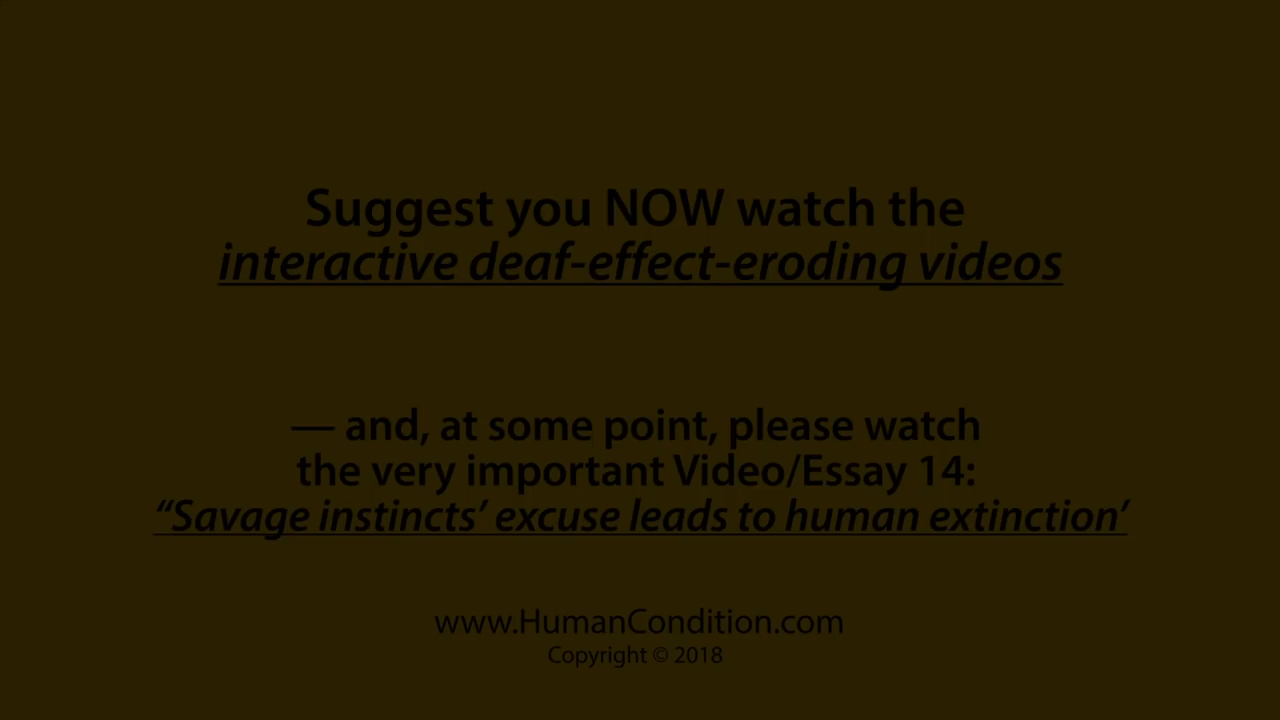 Suggest you NOW watch the
interactive deaf-effect-eroding videos
— and, at some point, please watch
the very important Video/Essay 14:
“Savage instincts’ excuse leads to human extinction’
www.HumanCondition.com
Copyright © 2018